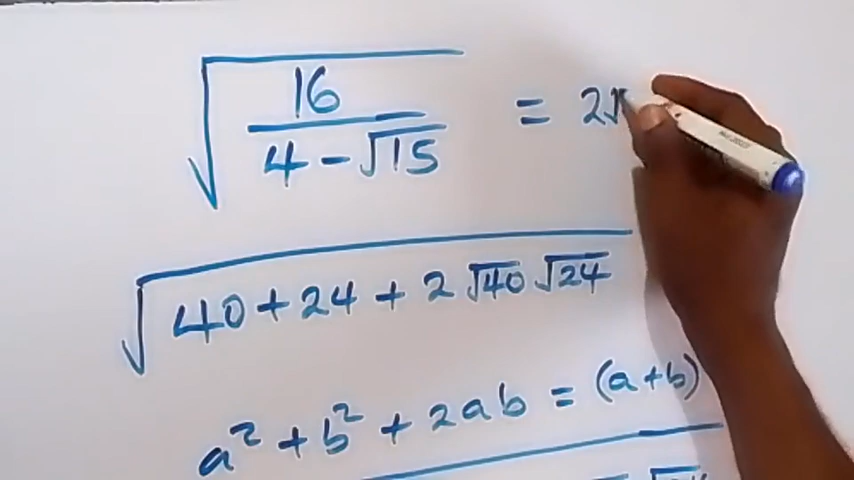 √(16/(4-√15)) = 2√
√(40+24+2√40√24)
a²+b²+2ab=(a+b)